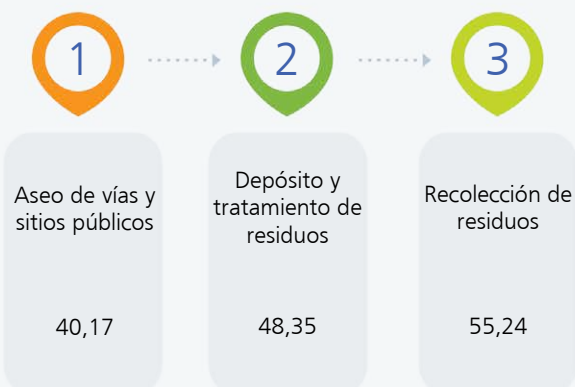 1
2
3
Aseo de vías y
sitios públicos
40,17
Depósito y
tratamiento de
residuos
48,35
Recolección de
residuos
55,24